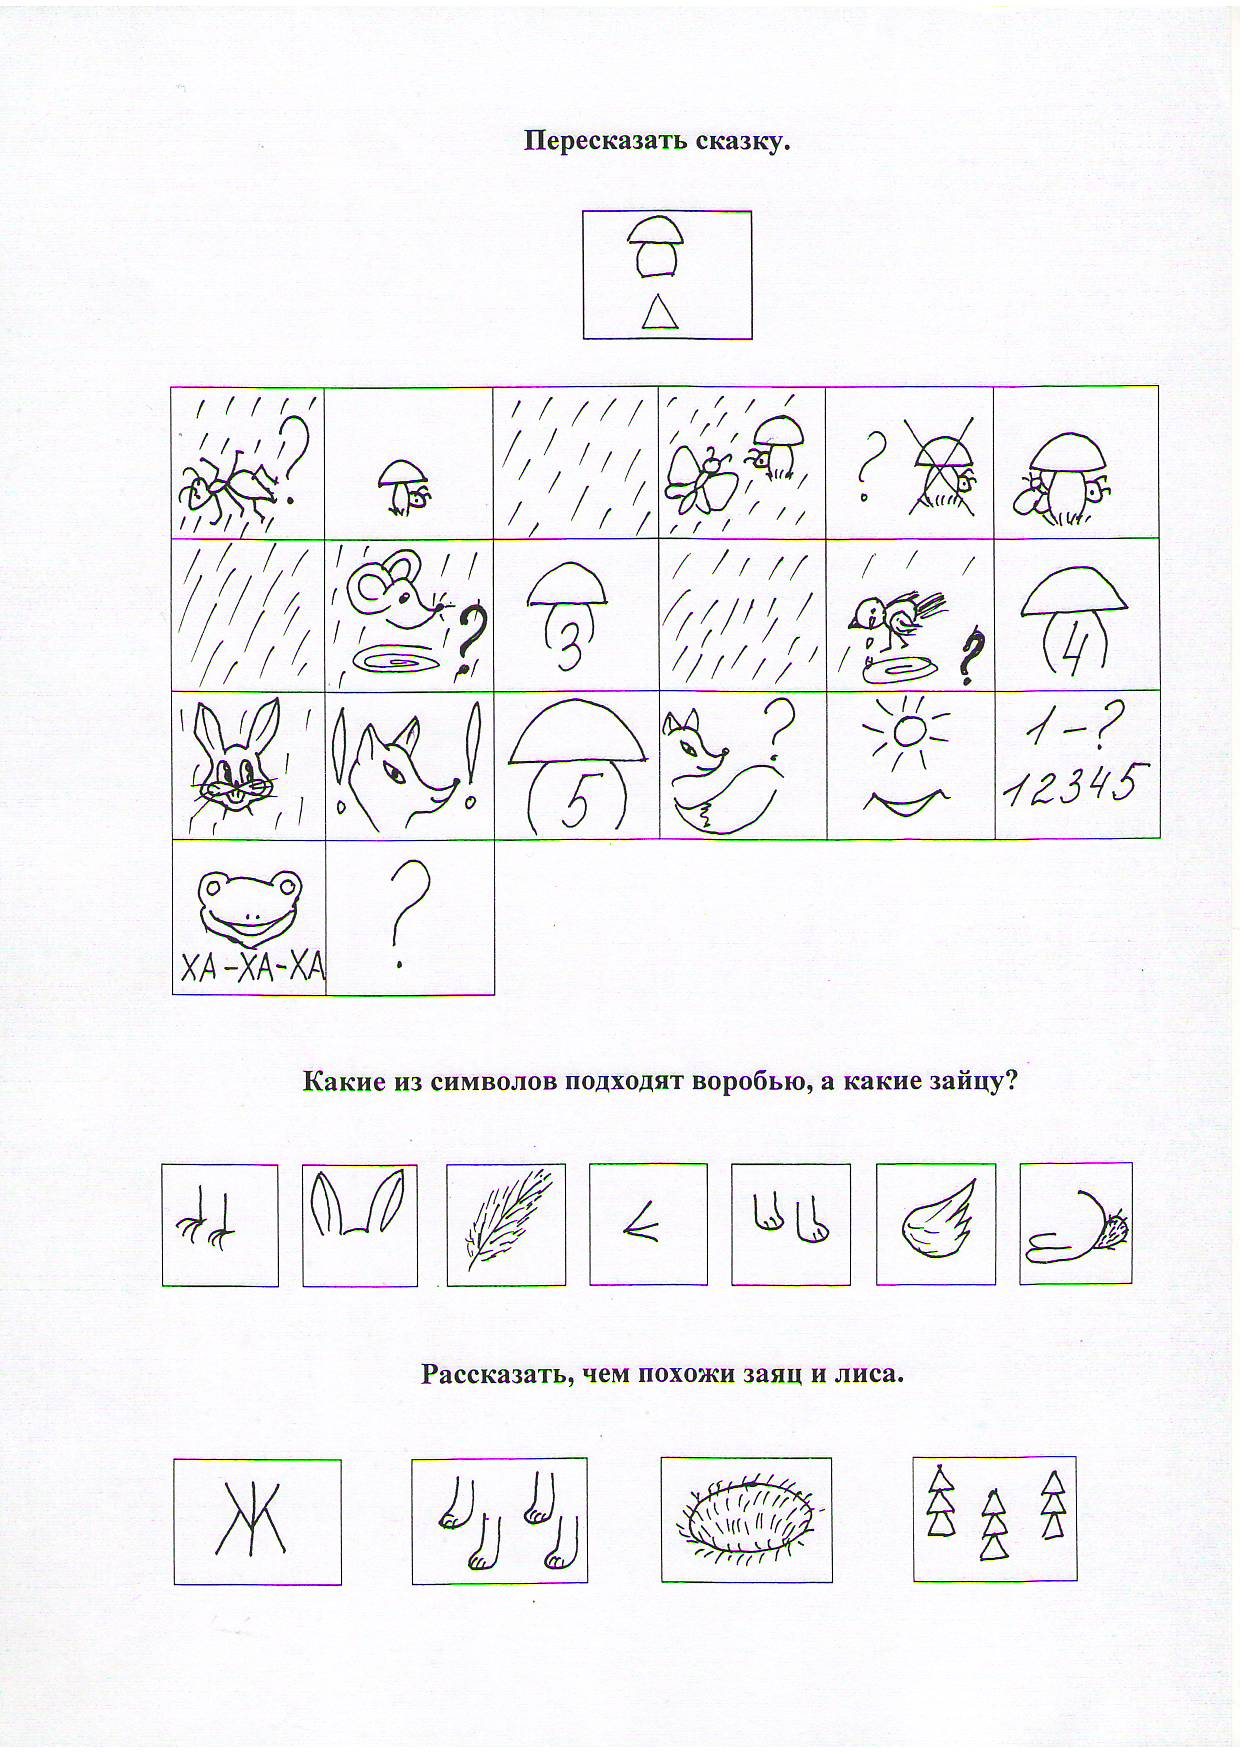 Пересказать сказку.
? ?
? 3 ? 4
5 ? 1 – ?
12345
ХА – ХА – ХА ?
Какие из символов подходят воробью, а какие зайцу?
Рассказать, чем похожи заяц и лиса.
Ж